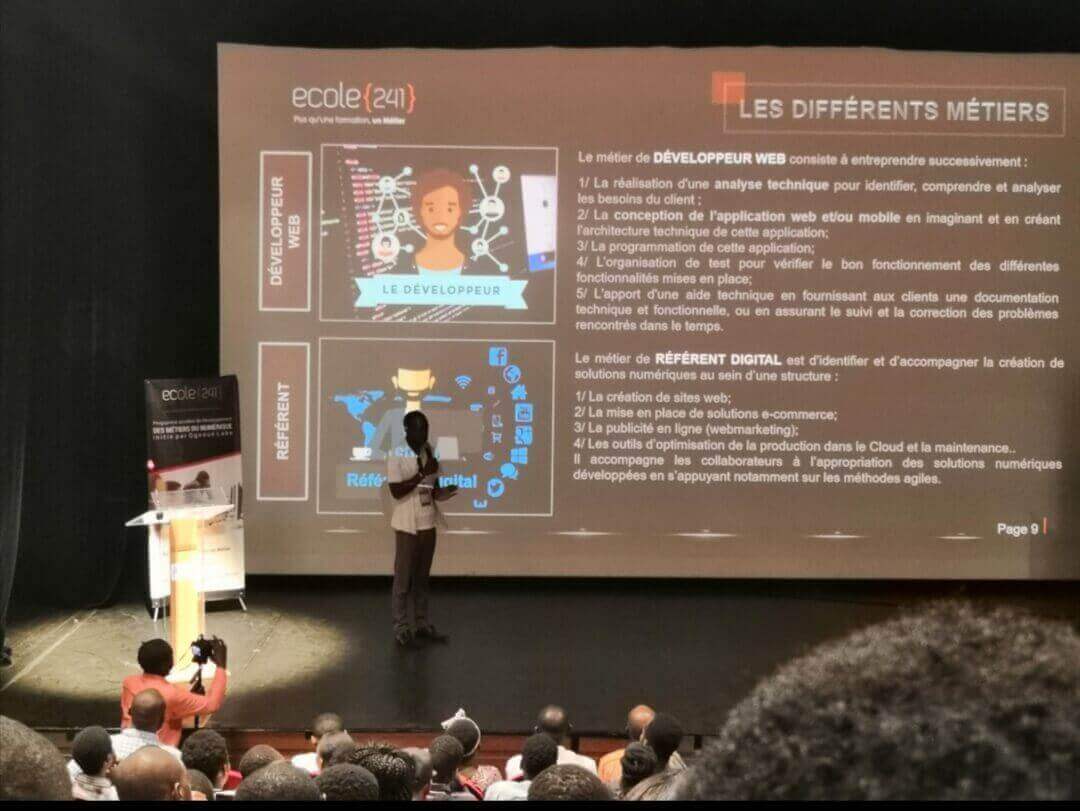 ecole{241}
Plus qu'une formation, un Métier
LES DIFFÉRENTS MÉTIERS
DÉVELOPPEUR
WEB
LE DÉVELOPPEUR
Le métier de DÉVELOPPEUR WEB consiste à entreprendre successivement :
1/ La réalisation d'une analyse technique pour identifier, comprendre et analyser
les besoins du client ;
2/ La conception de l'application web et/ou mobile en imaginant et en créant
l'architecture technique de cette application;
3/ La programmation de cette application;
4/ L'organisation de test pour vérifier le bon fonctionnement des différentes
fonctionnalités mises en place;
5/ L'apport d'une aide technique en fournissant aux clients une documentation
technique et fonctionnelle, ou en assurant le suivi et la correction des problèmes
rencontrés dans le temps.
RÉFÉRENT
Le métier de RÉFÉRENT DIGITAL est d'identifier et d'accompagner la création de
solutions numériques au sein d'une structure :
1/ La création de sites web;
2/ La mise en place de solutions e-commerce;
3/ La publicité en ligne (webmarketing);
4/ Les outils d'optimisation de la production dans le Cloud et la maintenance..
Il accompagne les collaborateurs à l'appropriation des solutions numériques
développées en s'appuyant notamment sur les méthodes agiles.
Page 9
ecole{241}
DES MÉTIERS DU NUMÉRIQUE